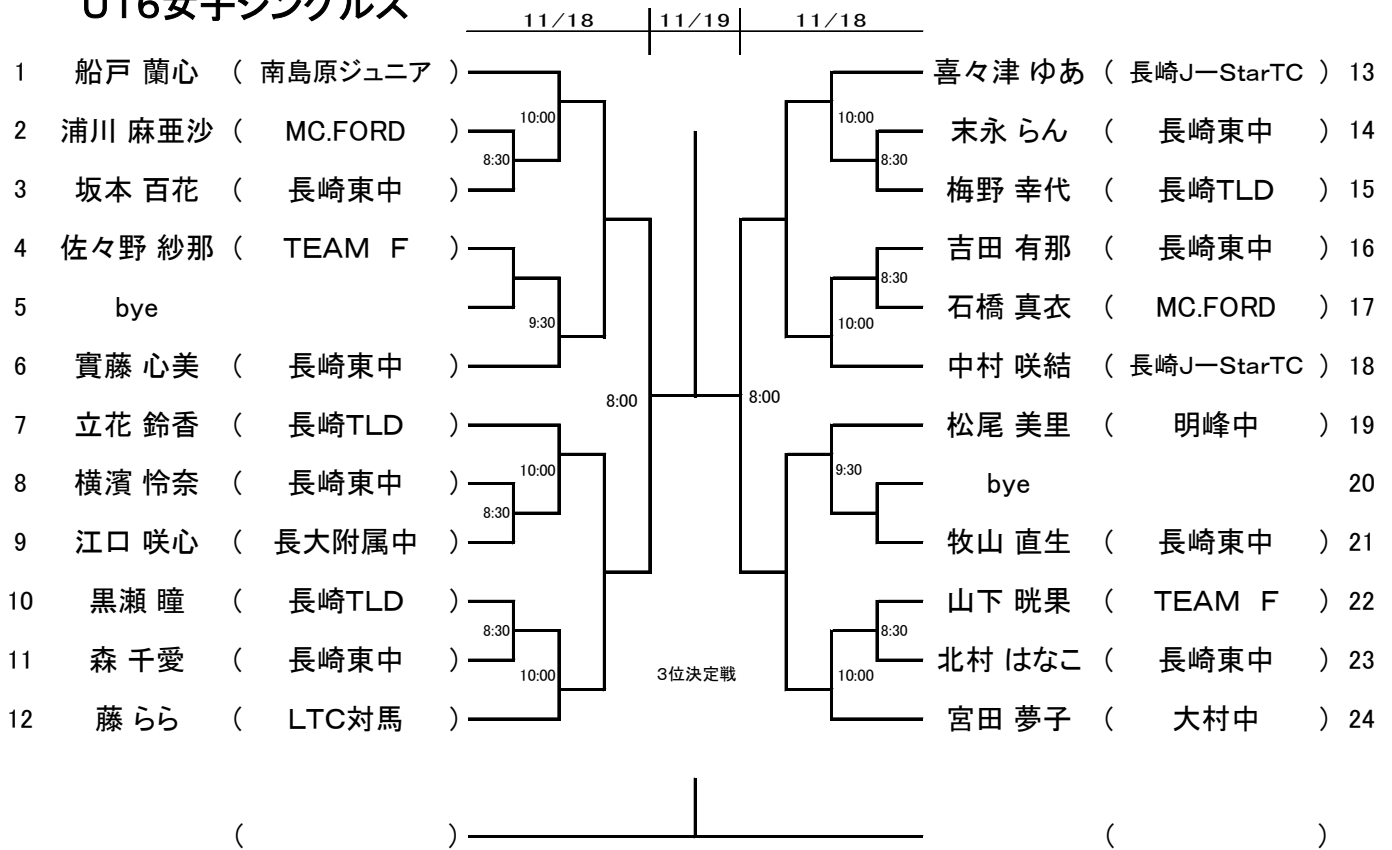 U16女子シングルス
11/18 11/19 11/18
1 船戸 蘭心 ( 南島原ジュニア ) 喜々津 ゆあ ( 長崎J－StarTC ) 13
10:00 10:00
2 浦川 麻亜沙 ( MC.FORD ) 末永 らん ( 長崎東中 ) 14
8:30 8:30
3 坂本 百花 ( 長崎東中 ) 梅野 幸代 ( 長崎TLD ) 15
4 佐々野 紗那 ( TEAM F ) 吉田 有那 ( 長崎東中 ) 16
8:30
5 bye 石橋 真衣 ( MC.FORD ) 17
9:30 10:00
6 實藤 心美 ( 長崎東中 ) 中村 咲結 ( 長崎J－StarTC ) 18
8:00 8:00
7 立花 鈴香 ( 長崎TLD ) 松尾 美里 ( 明峰中 ) 19
10:00 9:30
8 横濱 怜奈 ( 長崎東中 ) bye 20
8:30
9 江口 咲心 ( 長大附属中 ) 牧山 直生 ( 長崎東中 ) 21
10 黒瀬 瞳 ( 長崎TLD ) 山下 晄果 ( TEAM F ) 22
8:30 8:30
11 森 千愛 ( 長崎東中 ) 北村 はなこ ( 長崎東中 ) 23
10:00 3位決定戦 10:00
12 藤 らら ( LTC対馬 ) 宮田 夢子 ( 大村中 ) 24
( ) ( )